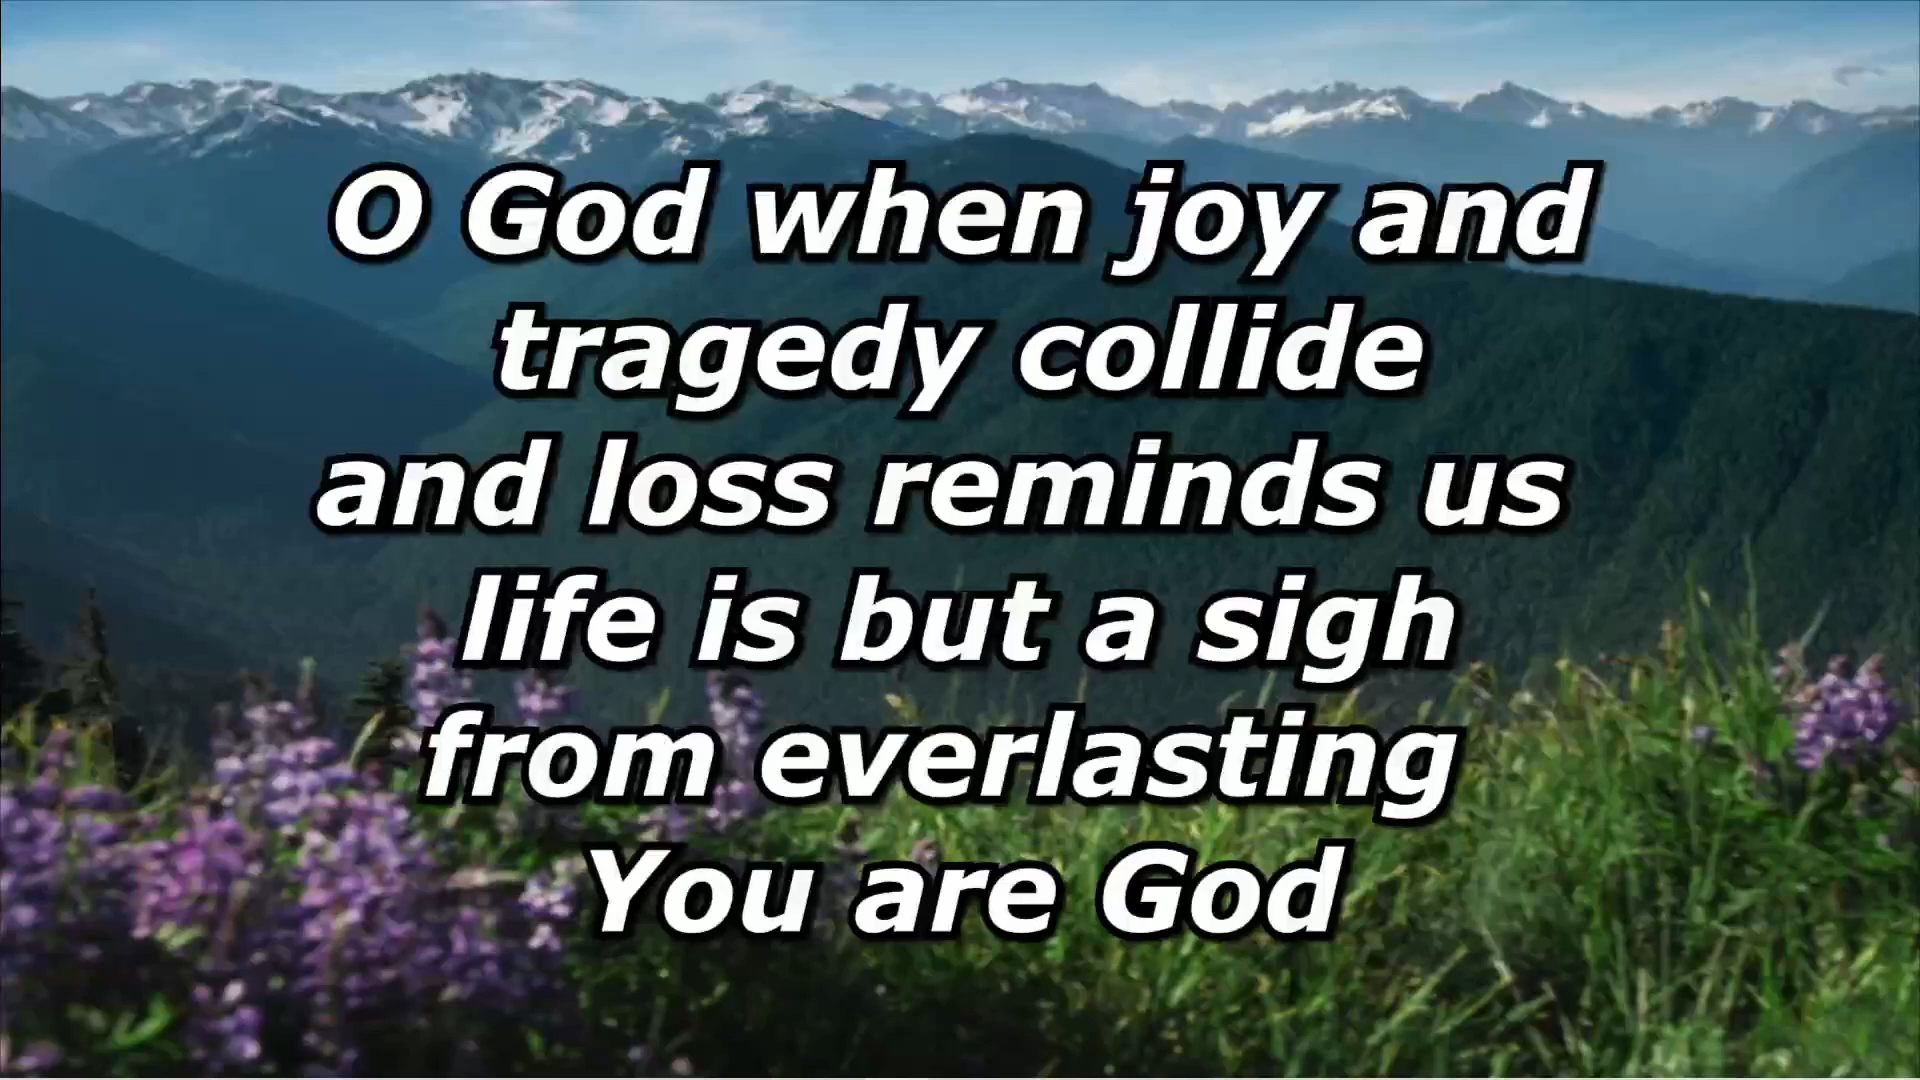 O God when joy and
tragedy collide
and loss reminds us
life is but a sigh
from everlasting
You are God